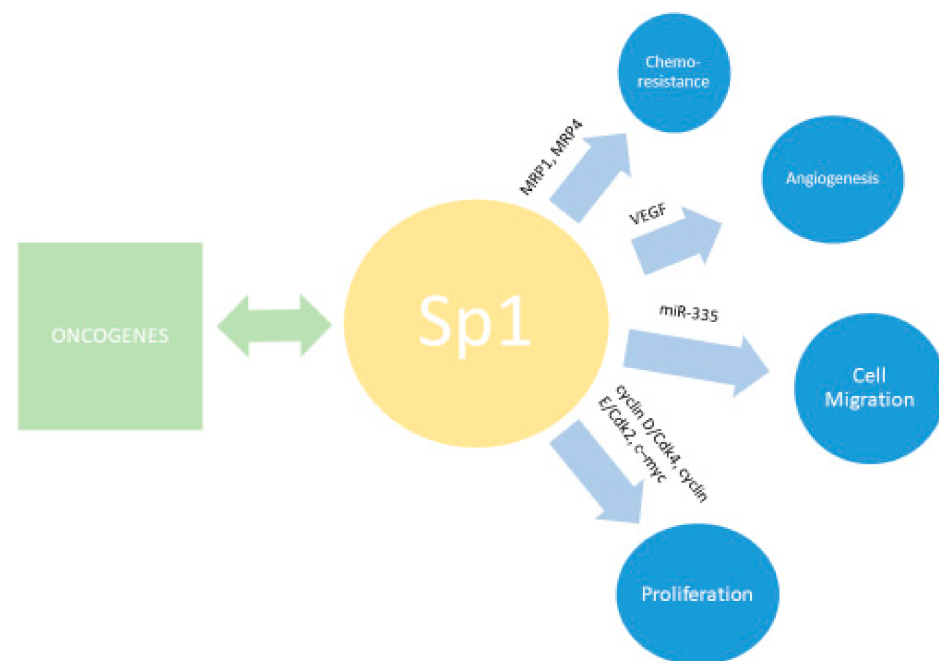 Chemo-
resistance
MRP1, MRP4
Angiogenesis
VEGF
ONCOGENES
Sp1
miR-335
Cell
Migration
cyclin D/Cdk4, cyclin
E/Cdk2, c-myc
Proliferation